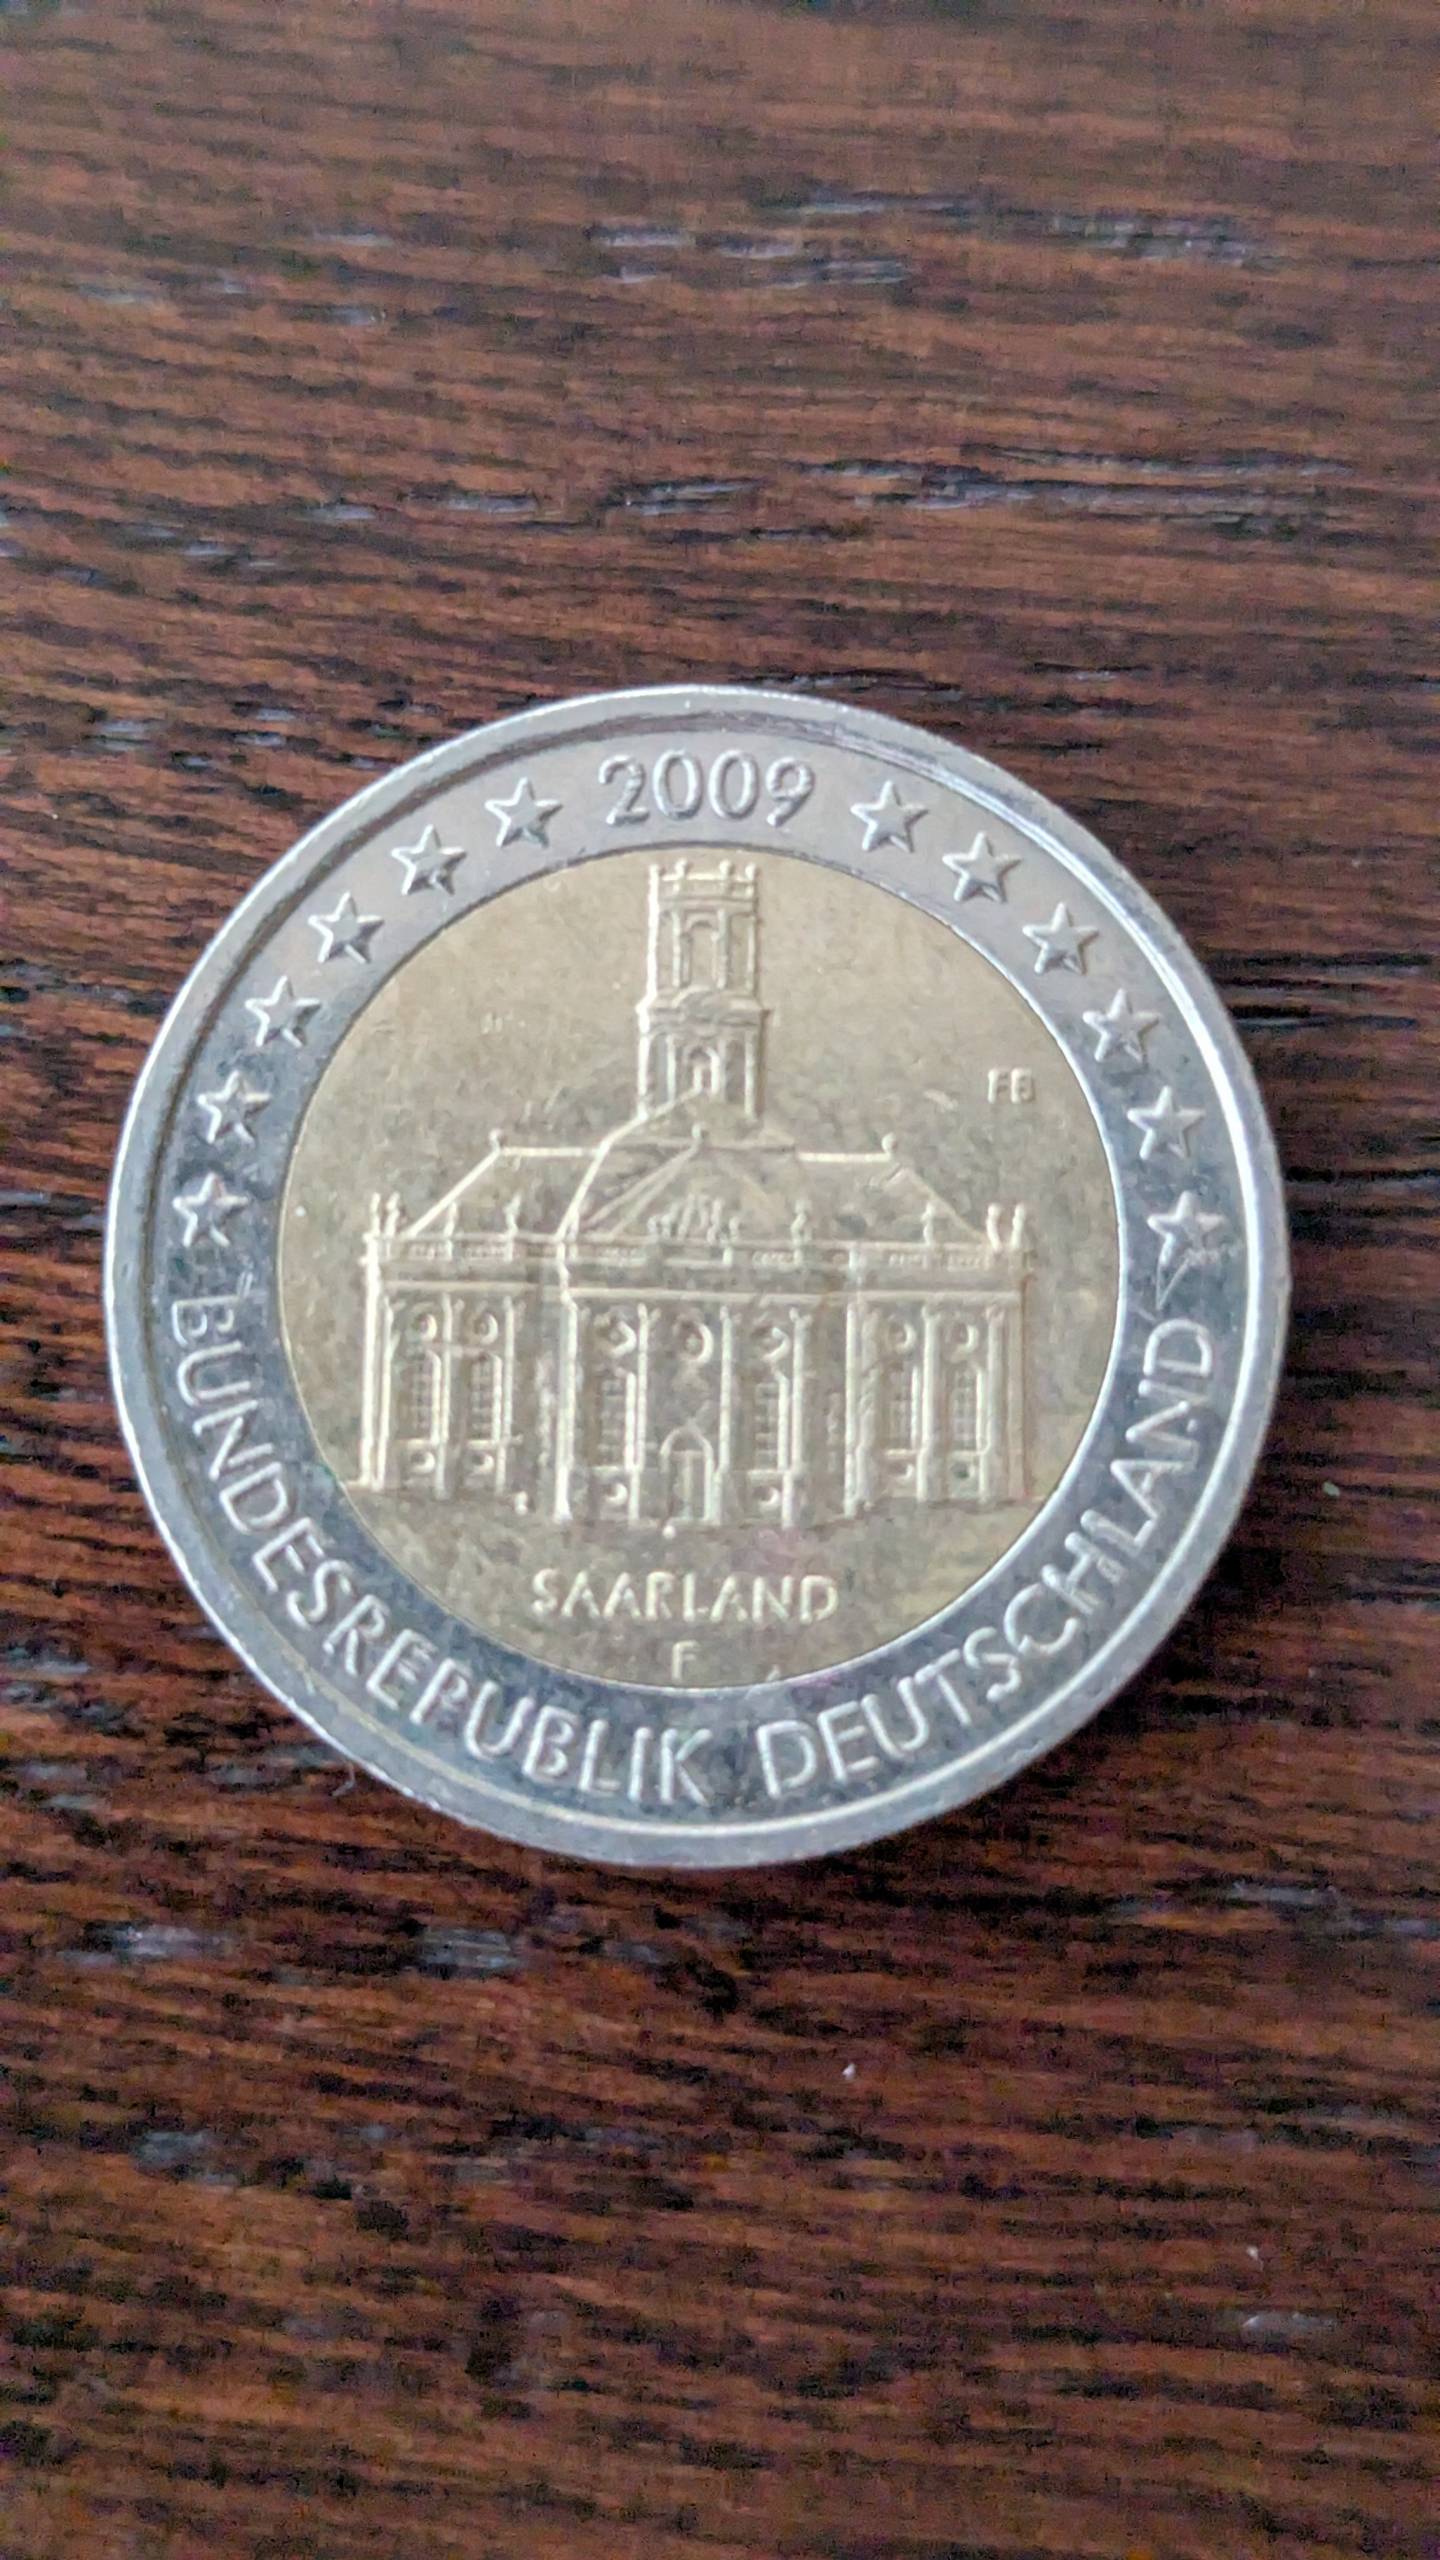 2009
FB
SAARLAND
F
BUNDESREPUBLIK DEUTSCHLAND